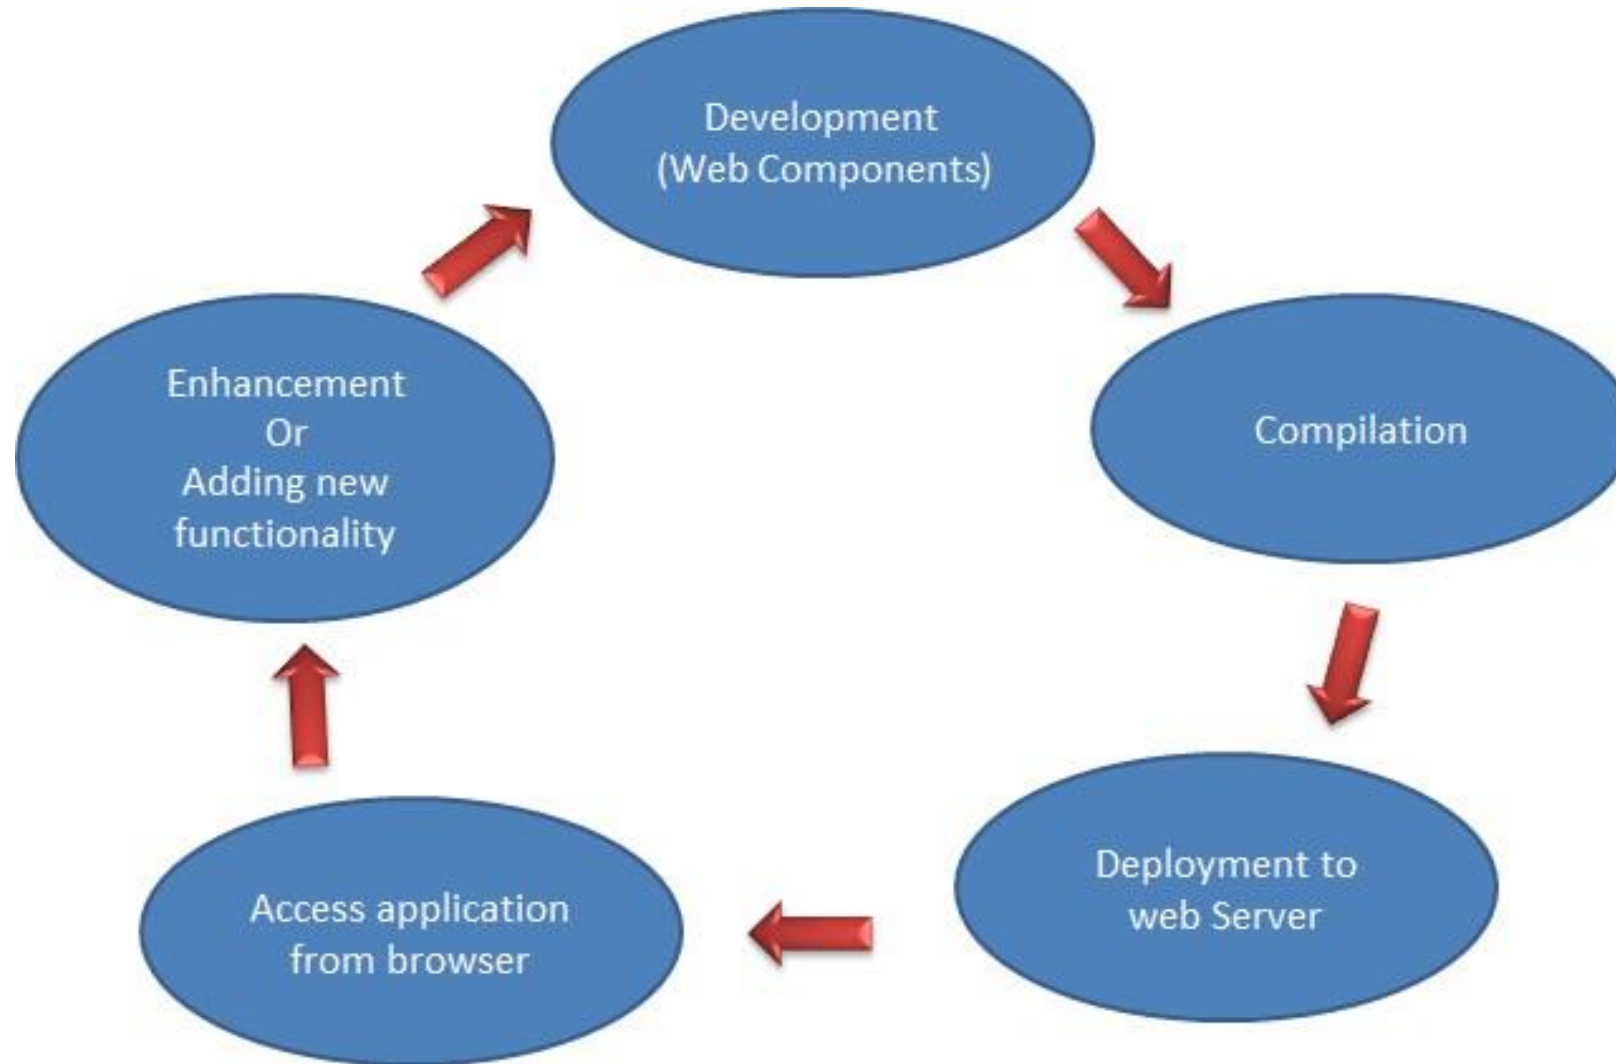 Development
(Web Components)
Compilation
Deployment to
web Server
Access application
from browser
Enhancement
Or
Adding new
functionality